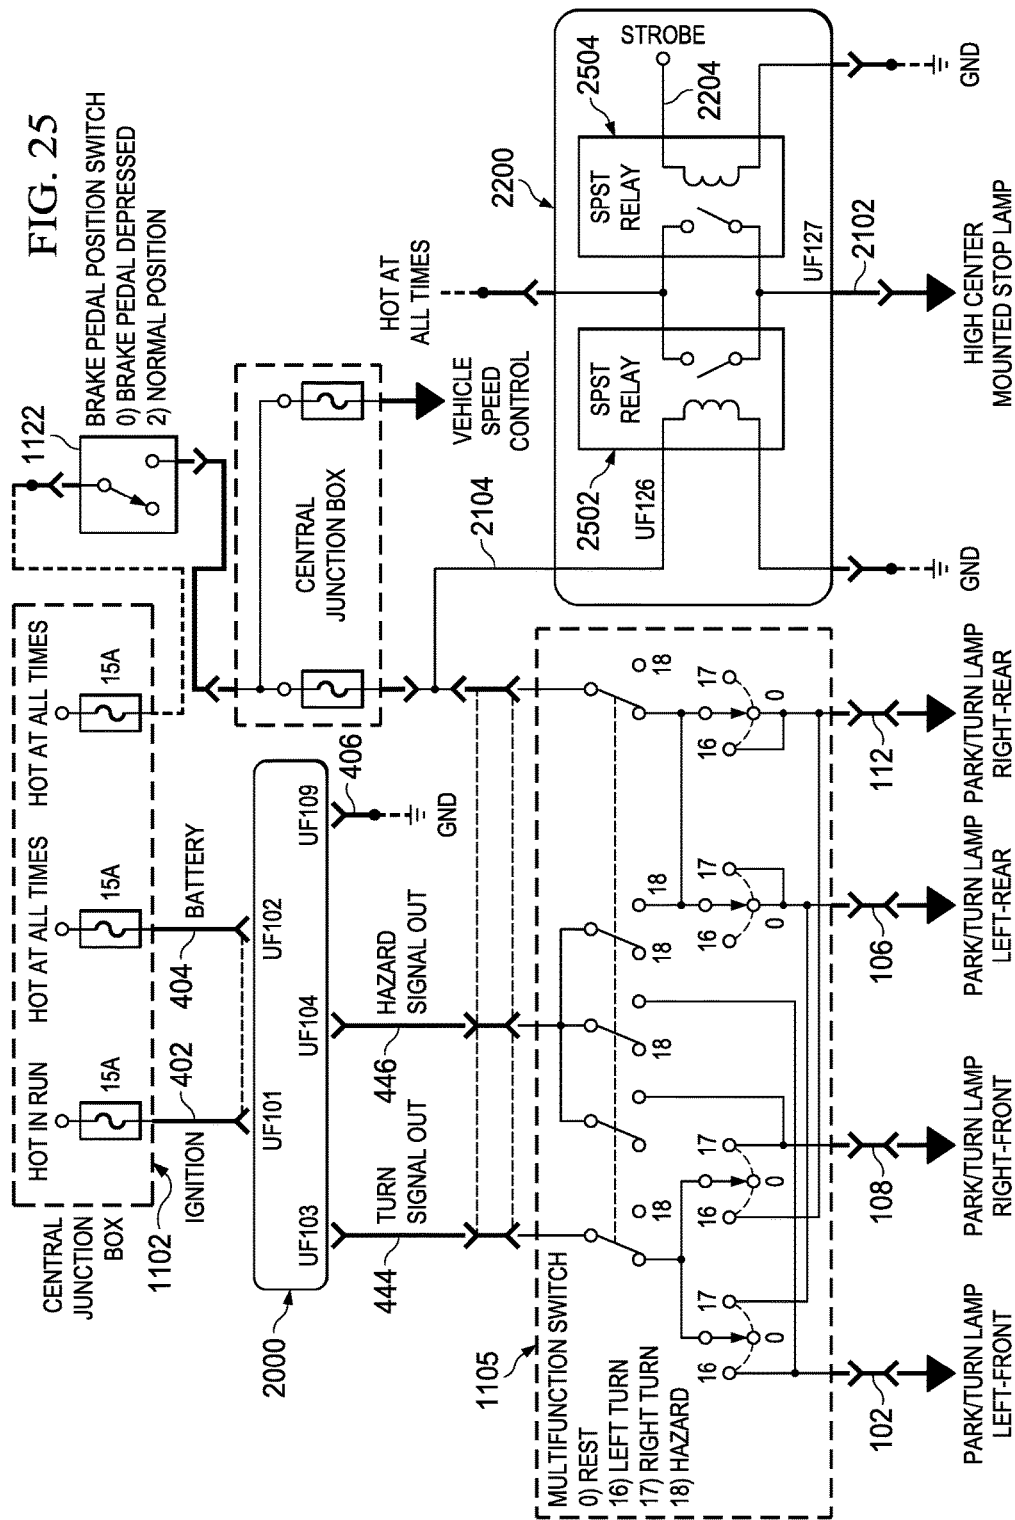 FIG. 25
CENTRAL
JUNCTION
BOX
1102
HOT IN RUN
15A
HOT AT ALL TIMES
15A
HOT AT ALL TIMES
15A
1122
BRAKE PEDAL POSITION SWITCH
0) BRAKE PEDAL DEPRESSED
2) NORMAL POSITION
IGNITION
402
404
BATTERY
2000
UF101
UF102
UF103
UF104
UF109
406
GND
CENTRAL
JUNCTION BOX
VEHICLE
SPEED
CONTROL
HOT AT
ALL TIMES
444
TURN
SIGNAL OUT
446
HAZARD
SIGNAL OUT
2104
2200
2502
UF126
SPST
RELAY
SPST
RELAY
2504
STROBE
2204
UF127
2102
GND
HIGH CENTER
MOUNTED STOP LAMP
GND
1105
MULTIFUNCTION SWITCH
0) REST
16) LEFT TURN
17) RIGHT TURN
18) HAZARD
18
18
18
18
18
16
0
17
16
0
17
16
0
17
16
0
17
102
108
106
112
PARK/TURN LAMP
LEFT-FRONT
PARK/TURN LAMP
RIGHT-FRONT
PARK/TURN LAMP
LEFT-REAR
PARK/TURN LAMP
RIGHT-REAR